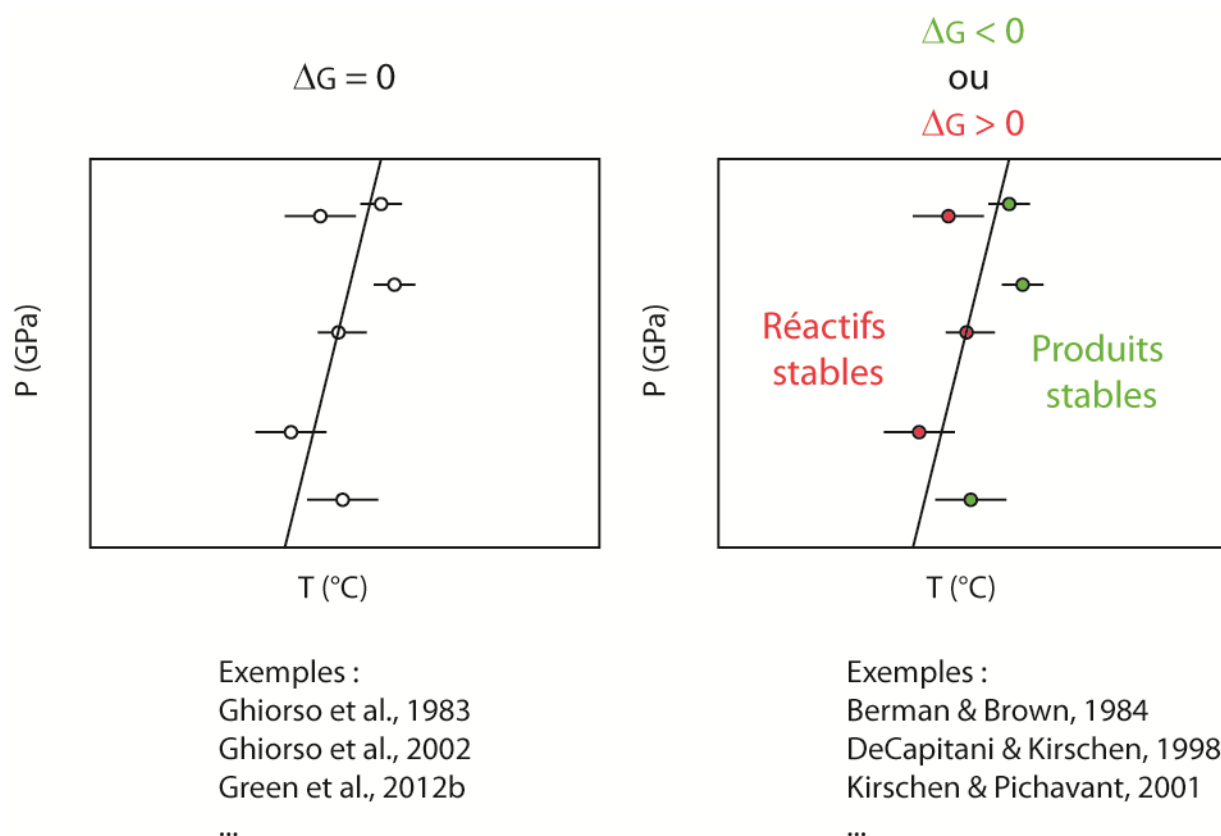 ΔG = 0
P (GPa)
T (°C)
Exemples :
Ghiorso et al., 1983
Ghiorso et al., 2002
Green et al., 2012b
...
ΔG < 0
ou
ΔG > 0
P (GPa)
Réactifs
stables
Produits
stables
T (°C)
Exemples :
Berman & Brown, 1984
DeCapitani & Kirschen, 1998
Kirschen & Pichavant, 2001
...